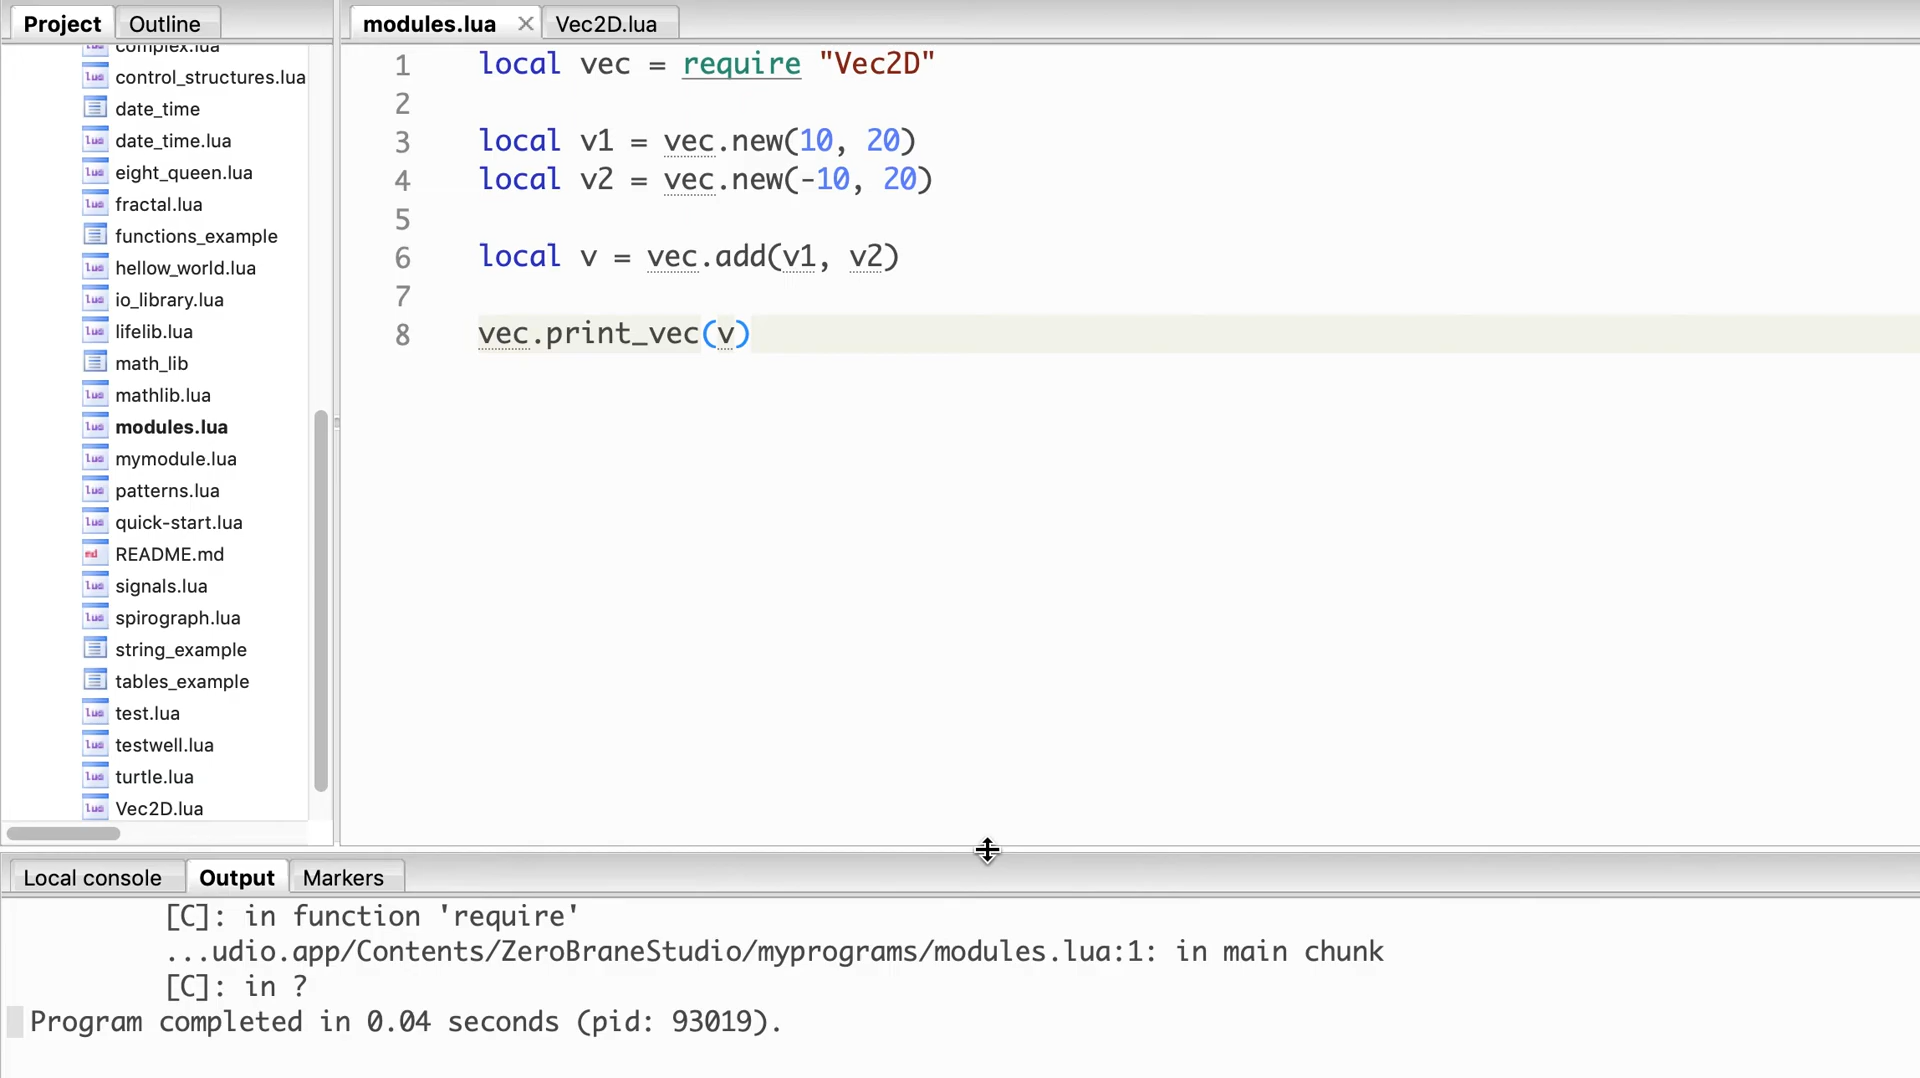 Project
Outline
modules.lua
Vec2D.lua
complex.lua
control_structures.lua
date_time
date_time.lua
eight_queen.lua
fractal.lua
functions_example
hellow_world.lua
io_library.lua
lifelib.lua
math_lib
mathlib.lua
modules.lua
mymodule.lua
patterns.lua
quick-start.lua
README.md
signals.lua
spirograph.lua
string_example
tables_example
test.lua
testwell.lua
turtle.lua
Vec2D.lua
1 local vec = require "Vec2D"
2
3 local v1 = vec.new(10, 20)
4 local v2 = vec.new(-10, 20)
5
6 local v = vec.add(v1, v2)
7
8 vec.print_vec(v)
Local console
Output
Markers
[C]: in function 'require'
...udio.app/Contents/ZeroBraneStudio/myprograms/modules.lua:1: in main chunk
[C]: in ?
Program completed in 0.04 seconds (pid: 93019).